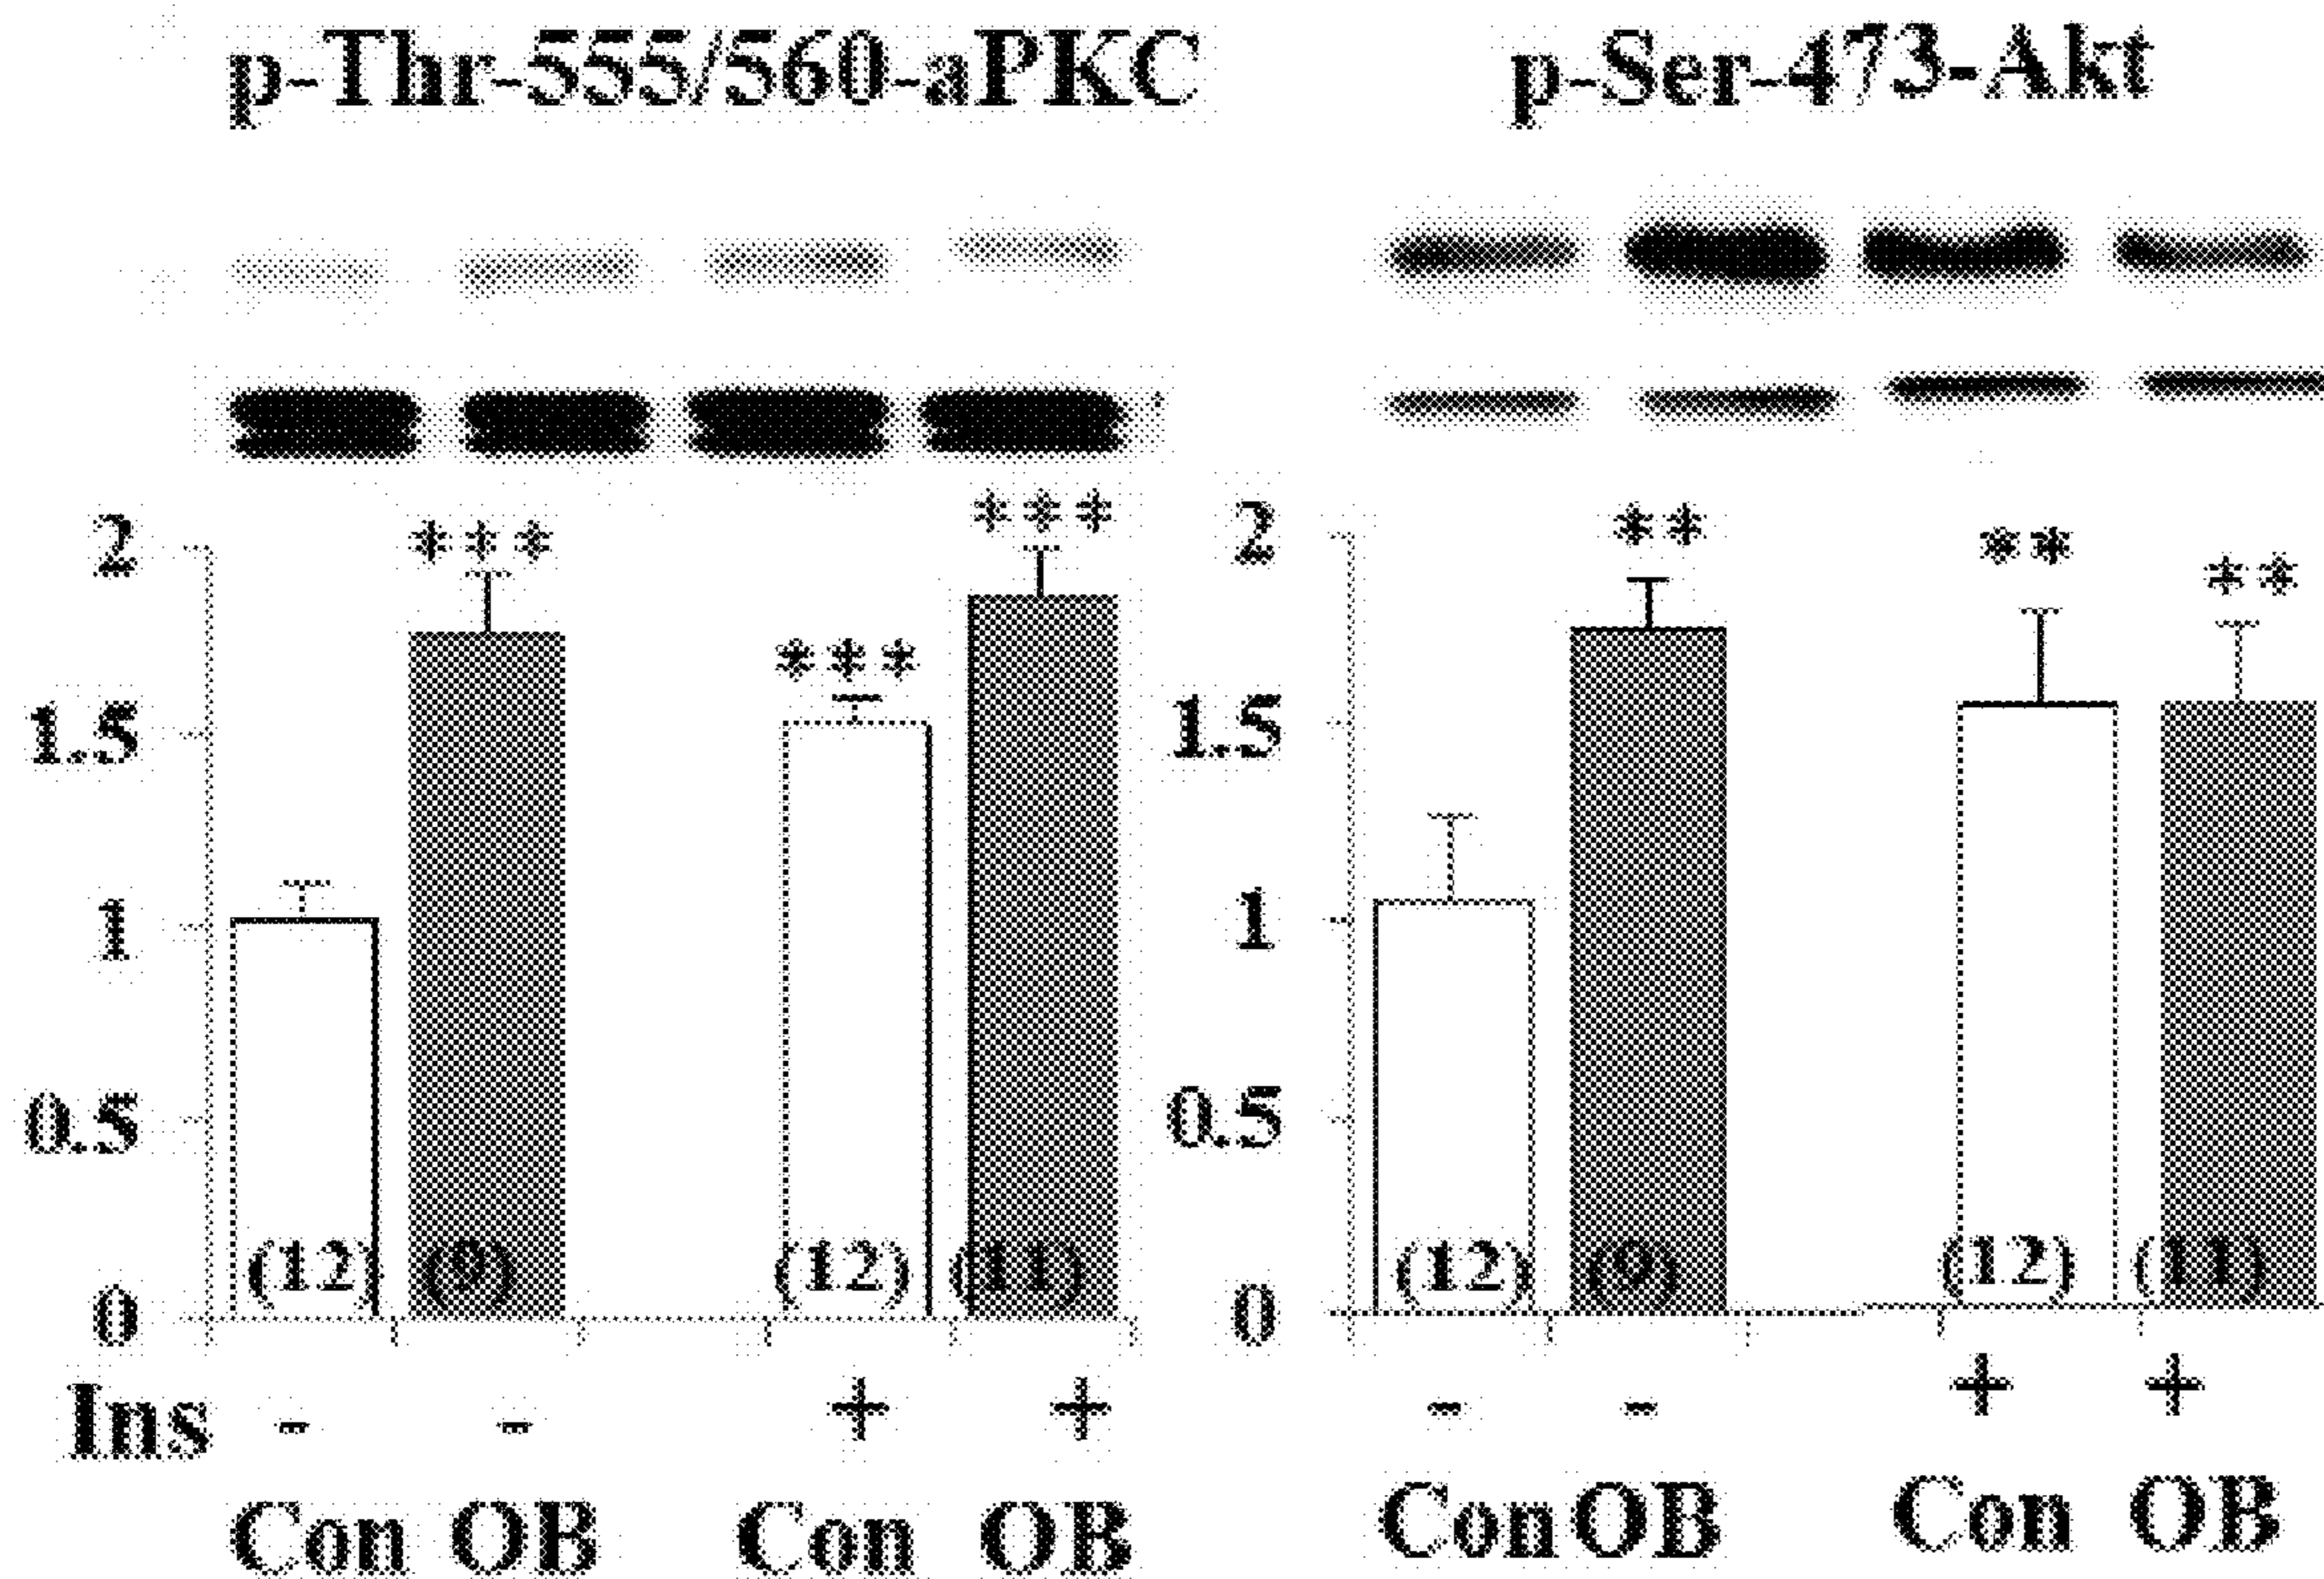 p-Thr-555/560-aPKC
p-Ser-473-Akt
2
***
***
***
1.5
1
0.5
0
(12) (9) (12) (11)
Ins - - + +
Con OB Con OB
2
**
**
**
1.5
1
0.5
0
(12) (9) (12) (11)
- - + +
Con OB Con OB